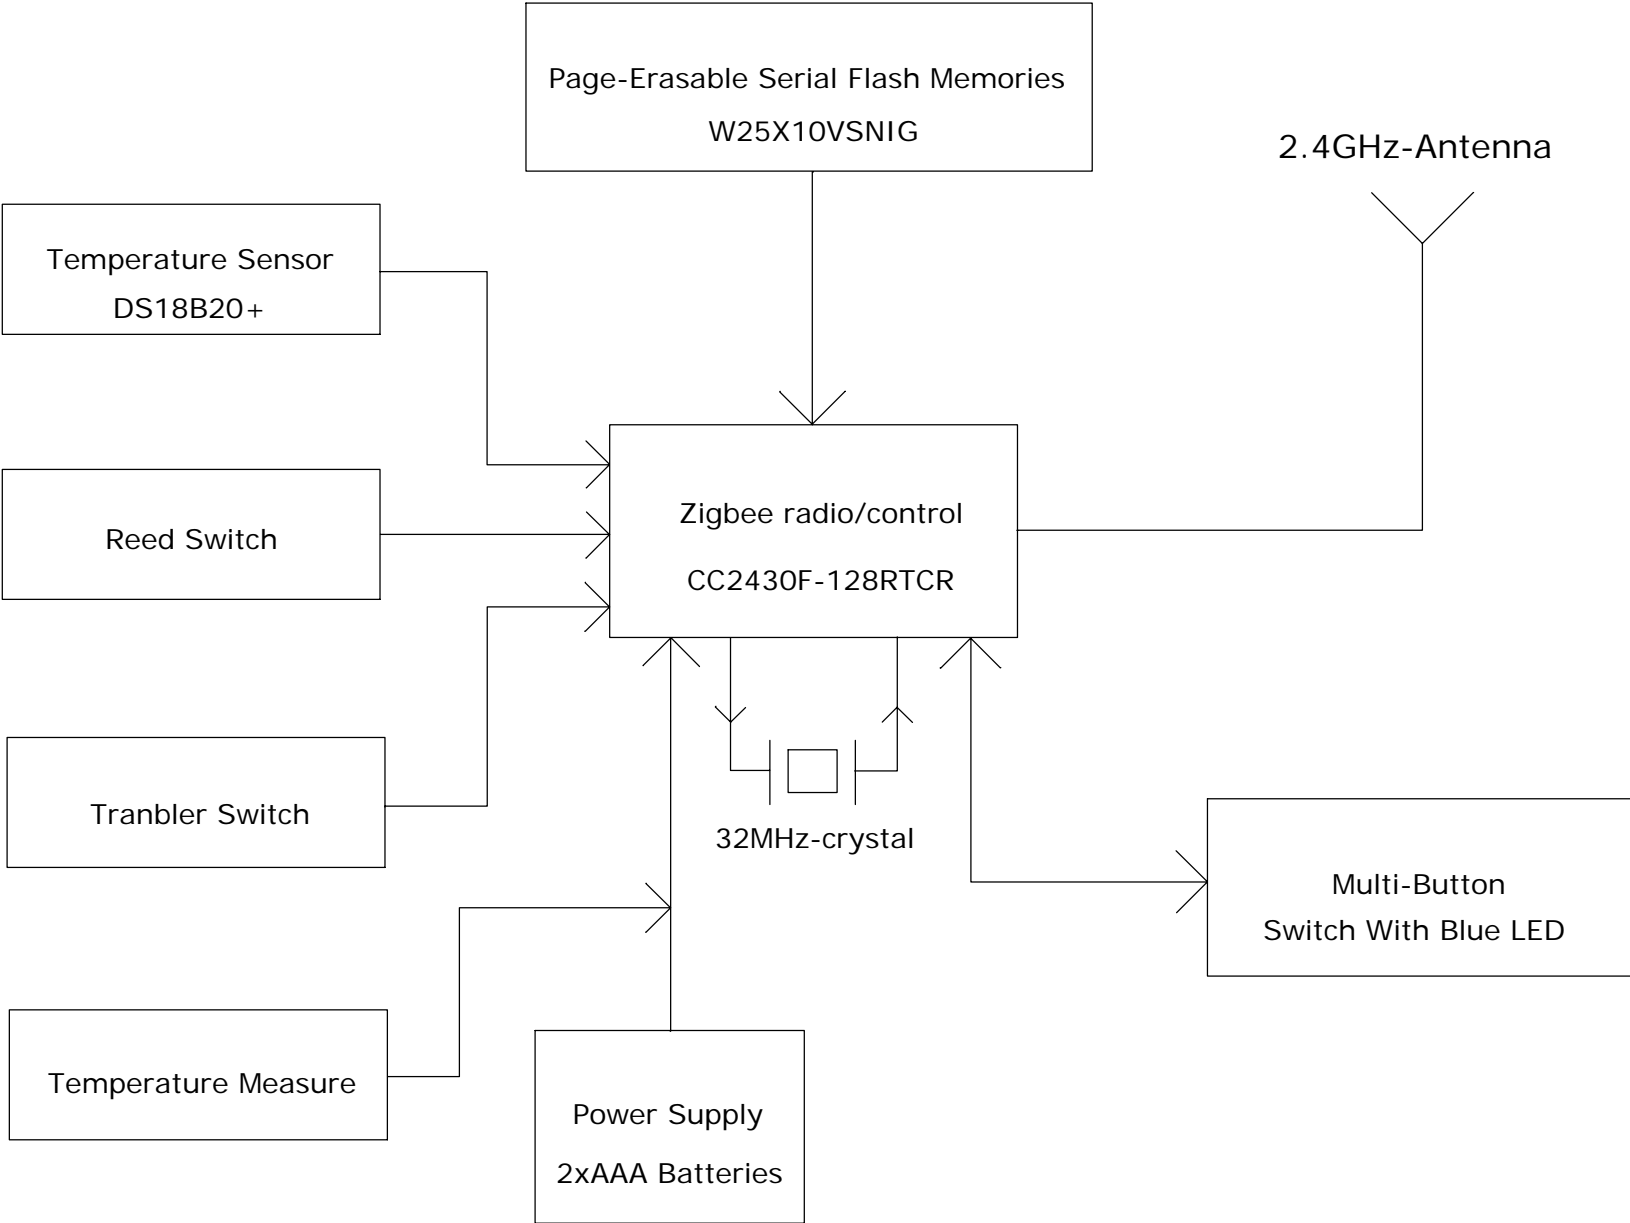 Page-Erasable Serial Flash Memories
W25X10VSNIG
2.4GHz-Antenna
Temperature Sensor
DS18B20+
Reed Switch
Zigbee radio/control
CC2430F-128RTCR
Tranbler Switch
32MHz-crystal
Multi-Button
Switch With Blue LED
Temperature Measure
Power Supply
2xAAA Batteries